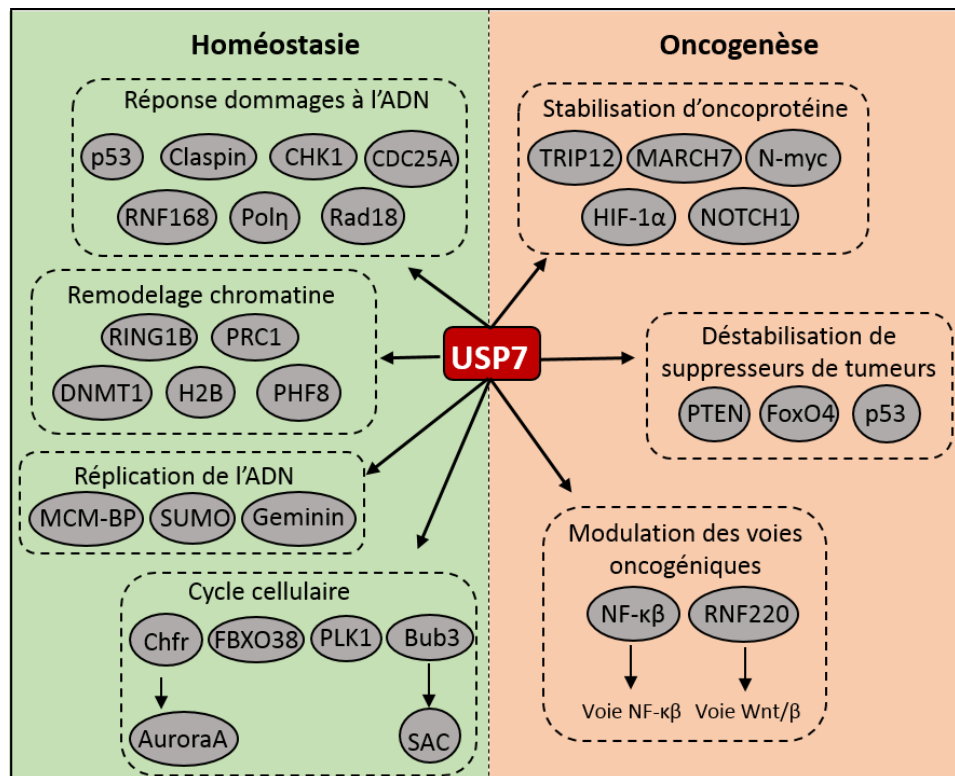 Homéostasie
Réponse dommages à l'ADN
p53 Claspin CHK1 CDC25A
RNF168 Polη Rad18
Remodelage chromatine
RING1B PRC1
DNMT1 H2B PHF8
Réplication de l'ADN
MCM-BP SUMO Geminin
Cycle cellulaire
Chfr FBXO38 PLK1 Bub3
AuroraA SAC
USP7
Oncogenèse
Stabilisation d'oncoprotéine
TRIP12 MARCH7 N-myc
HIF-1α NOTCH1
Déstabilisation de
suppresseurs de tumeurs
PTEN FoxO4 p53
Modulation des voies
oncogéniques
NF-κβ RNF220
Voie NF-κβ Voie Wnt/β